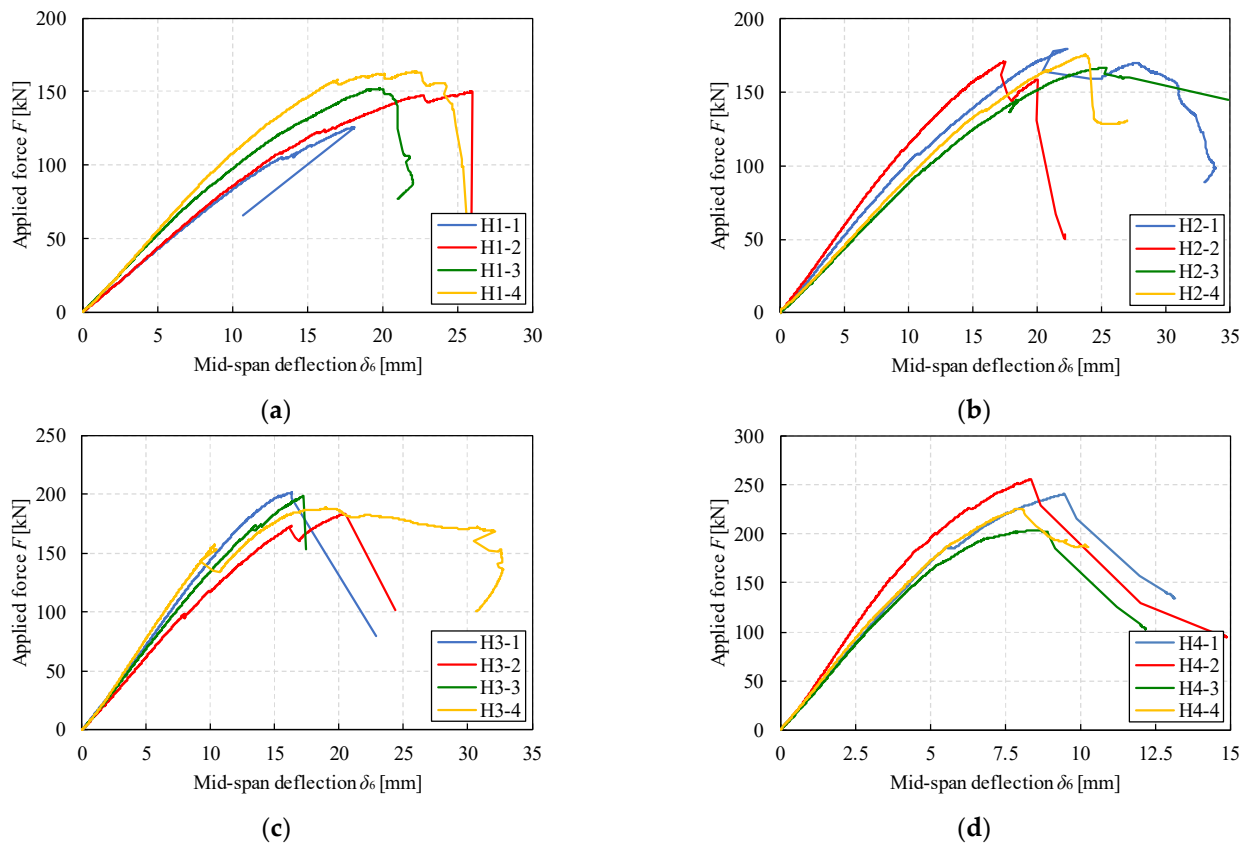 200
150
100
50
0
0 5 10 15 20 25 30
Applied force F [kN]
Mid-span deflection δ6 [mm]
H1-1
H1-2
H1-3
H1-4
(a)
200
150
100
50
0
0 5 10 15 20 25 30 35
Applied force F [kN]
Mid-span deflection δ6 [mm]
H2-1
H2-2
H2-3
H2-4
(b)
250
200
150
100
50
0
0 5 10 15 20 25 30 35
Applied force F [kN]
Mid-span deflection δ6 [mm]
H3-1
H3-2
H3-3
H3-4
(c)
300
250
200
150
100
50
0
0 2.5 5 7.5 10 12.5 15
Applied force F [kN]
Mid-span deflection δ6 [mm]
H4-1
H4-2
H4-3
H4-4
(d)